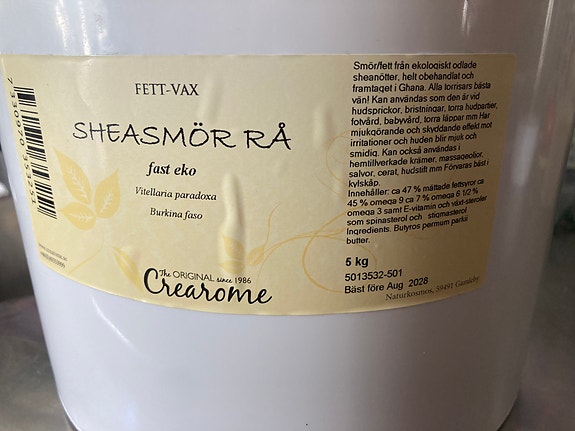 FETT-VAX
SHEASMÖR RÅ
fast eko
Vitellaria paradoxa
Burkina faso
The ORIGINAL since 1986
Crearome
Smör/fett från ekologiskt odlade
sheanötter, helt obehandlat och
framtaget i Ghana. Alla torrisars bästa
vän! Kan användas som den är vid
hudsprickor, bristningar, torra hudpartier,
fotvård, babyvård, torra läppar mm Har
mjukgörande och skyddande effekt mot
irritationer och huden blir mjuk och
smidig. Kan också användas i
hemtillverkade krämer, massageoljor,
salvor, cerat, hudstift mm Förvaras bäst i
kylskåp.
Innehåller: ca 47 % mättade fettsyror ca
45 % omega 9 ca 7 % omega 6 1/2 %
omega 3 samt E-vitamin och växt-steroler
som spinasterol och stigmasterol
Ingredients. Butyros permum parkii
butter.
5 kg
5013532-501
Bäst före Aug 2028
Naturkosmos, 59491 Gamleby